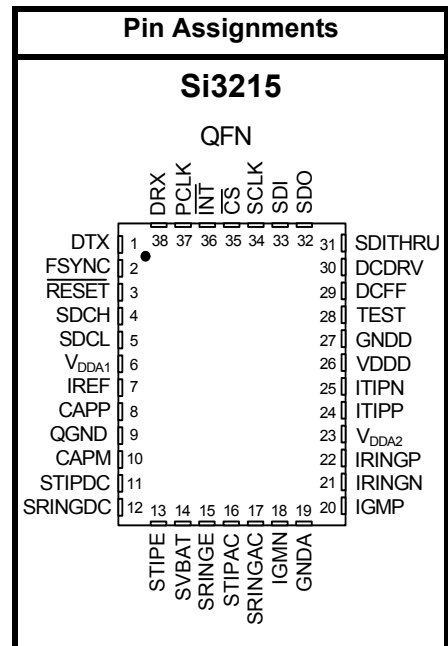 Pin Assignments
Si3215
QFN
DRX
PCLK
INT
CS
SCLK
SDI
SDO
38 37 36 35 34 33 32
DTX 1
FSYNC 2
RESET 3
SDCH 4
SDCL 5
VDDA1 6
IREF 7
CAPP 8
QGND 9
CAPM 10
STIPDC 11
SRINGDC 12
31 SDITHRU
30 DCDRV
29 DCFF
28 TEST
27 GNDD
26 VDDD
25 ITIPN
24 ITIPP
23 VDDA2
22 IRINGP
21 IRINGN
20 IGMP
13 14 15 16 17 18 19
STIPE
SVBAT
SRINGE
STIPAC
SRINGAC
IGMN
GNDA